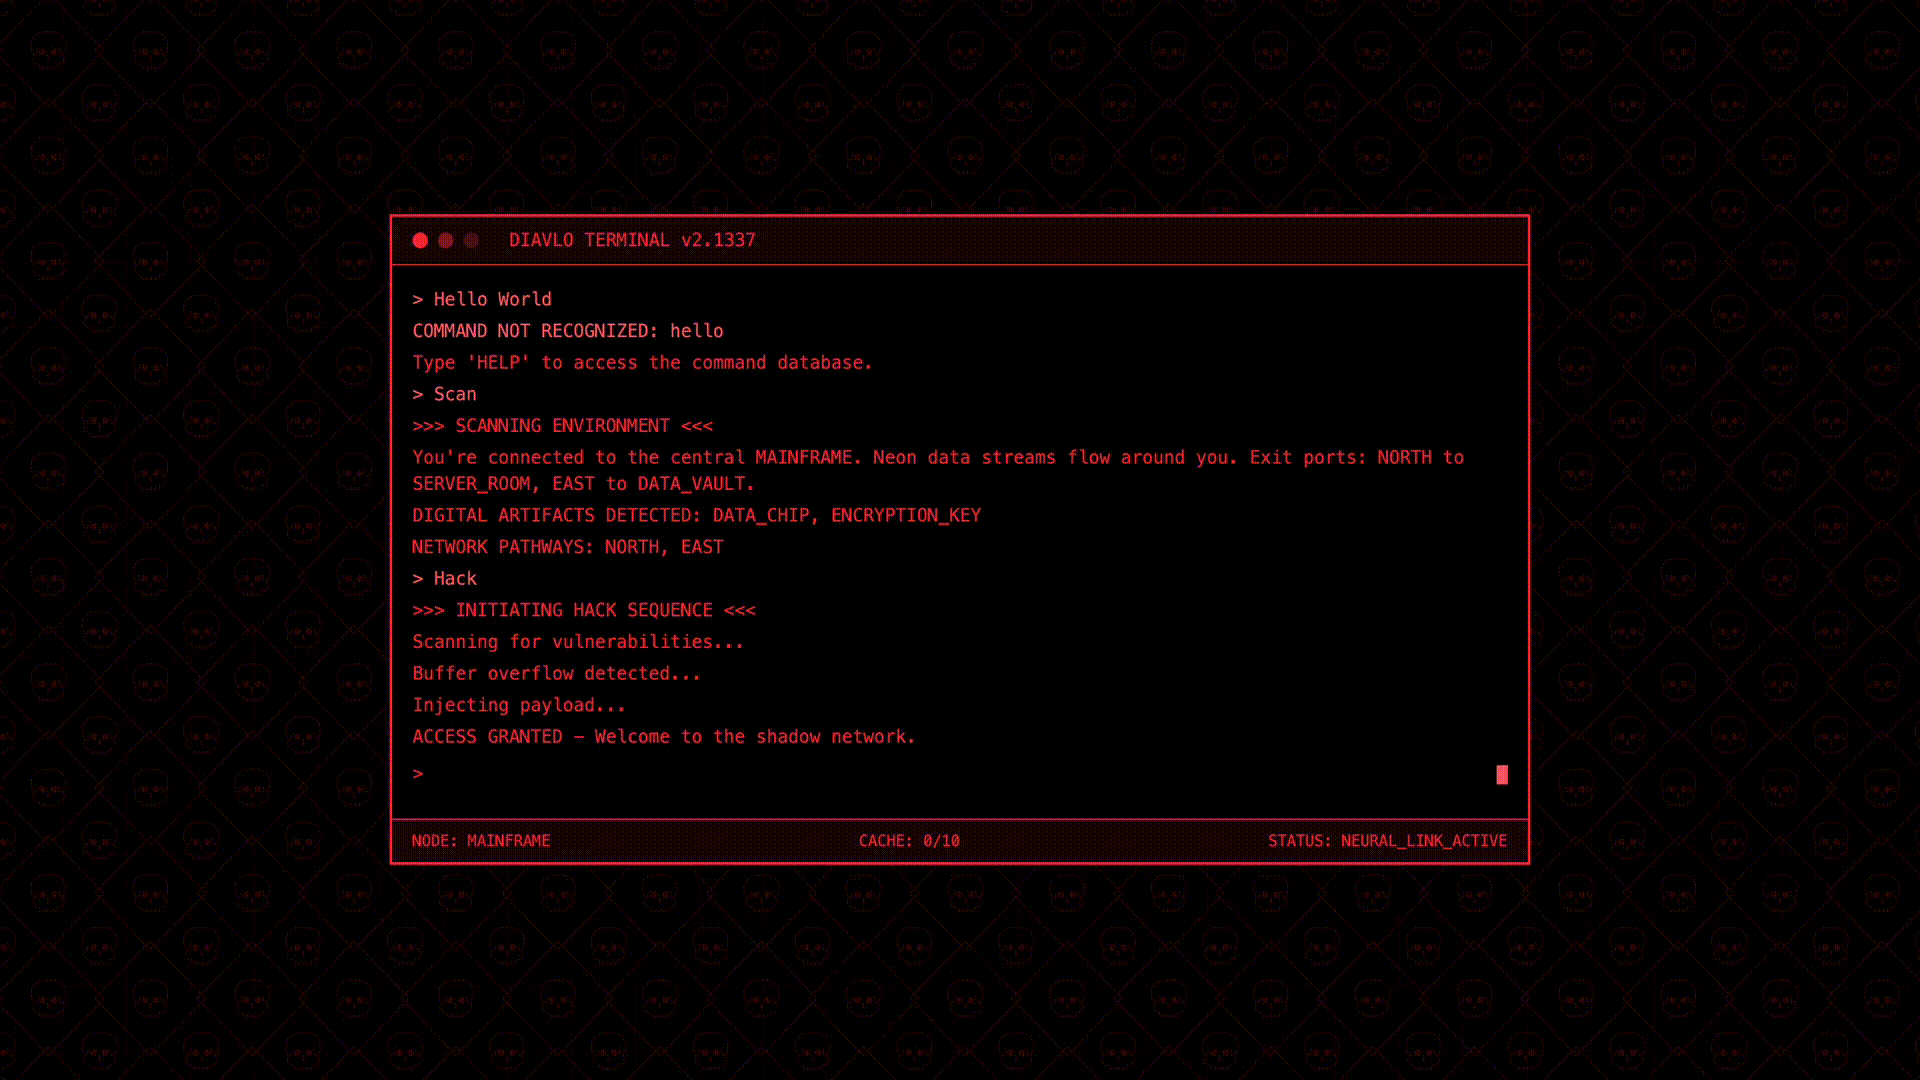 DIAVLO TERMINAL v2.1337
> Hello World
COMMAND NOT RECOGNIZED: hello
Type 'HELP' to access the command database.
> Scan
>>> SCANNING ENVIRONMENT <<<
You're connected to the central MAINFRAME. Neon data streams flow around you. Exit ports: NORTH to
SERVER_ROOM, EAST to DATA_VAULT.
DIGITAL ARTIFACTS DETECTED: DATA_CHIP, ENCRYPTION_KEY
NETWORK PATHWAYS: NORTH, EAST
> Hack
>>> INITIATING HACK SEQUENCE <<<
Scanning for vulnerabilities...
Buffer overflow detected...
Injecting payload...
ACCESS GRANTED – Welcome to the shadow network.
>
NODE: MAINFRAME CACHE: 0/10 STATUS: NEURAL_LINK_ACTIVE